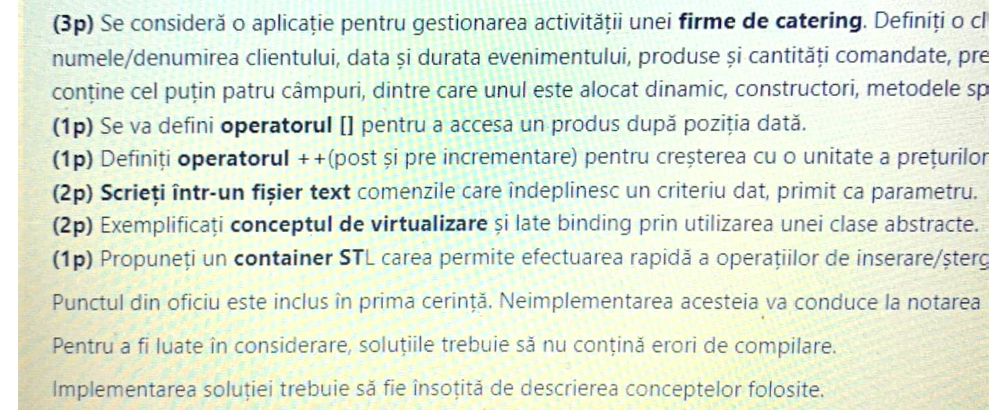 (3p) Se consideră o aplicație pentru gestionarea activității unei firme de catering. Definiți o cl
numele/denumirea clientului, data și durata evenimentului, produse și cantități comandate, pre
conține cel puțin patru câmpuri, dintre care unul este alocat dinamic, constructori, metodele sp
(1p) Se va defini operatorul [] pentru a accesa un produs după poziția dată.
(1p) Definiți operatorul ++(post și pre incrementare) pentru creșterea cu o unitate a prețurilor
(2p) Scrieți într-un fișier text comenzile care îndeplinesc un criteriu dat, primit ca parametru.
(2p) Exemplificați conceptul de virtualizare și late binding prin utilizarea unei clase abstracte.
(1p) Propuneți un container STL carea permite efectuarea rapidă a operațiilor de inserare/șterg
Punctul din oficiu este inclus în prima cerință. Neimplementarea acesteia va conduce la notarea
Pentru a fi luate în considerare, soluțiile trebuie să nu conțină erori de compilare.
Implementarea soluției trebuie să fie însoțită de descrierea conceptelor folosite.